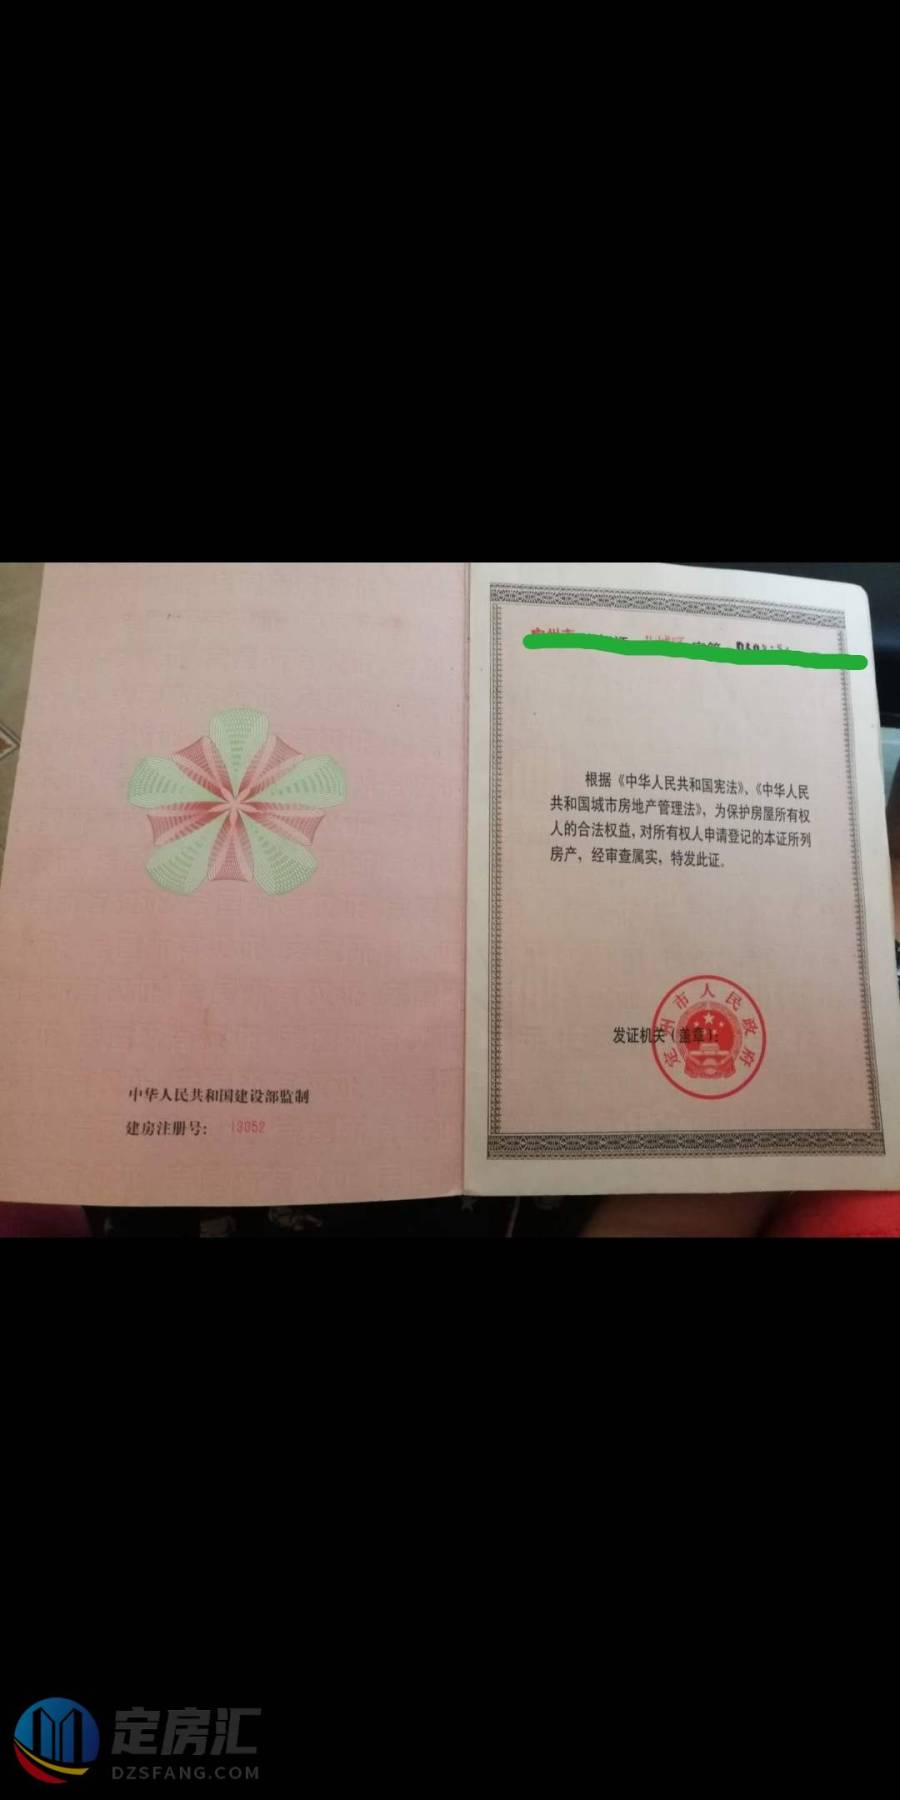 中华人民共和国建设部监制
建房注册号: 13052
根据《中华人民共和国宪法》、《中华人民
共和国城市房地产管理法》, 为保护房屋所有权
人的合法权益, 对所有权人申请登记的本证所列
房产, 经审查属实, 特发此证。
发证机关(盖章):
定州市人民政府
定房汇
DZSFANG.COM